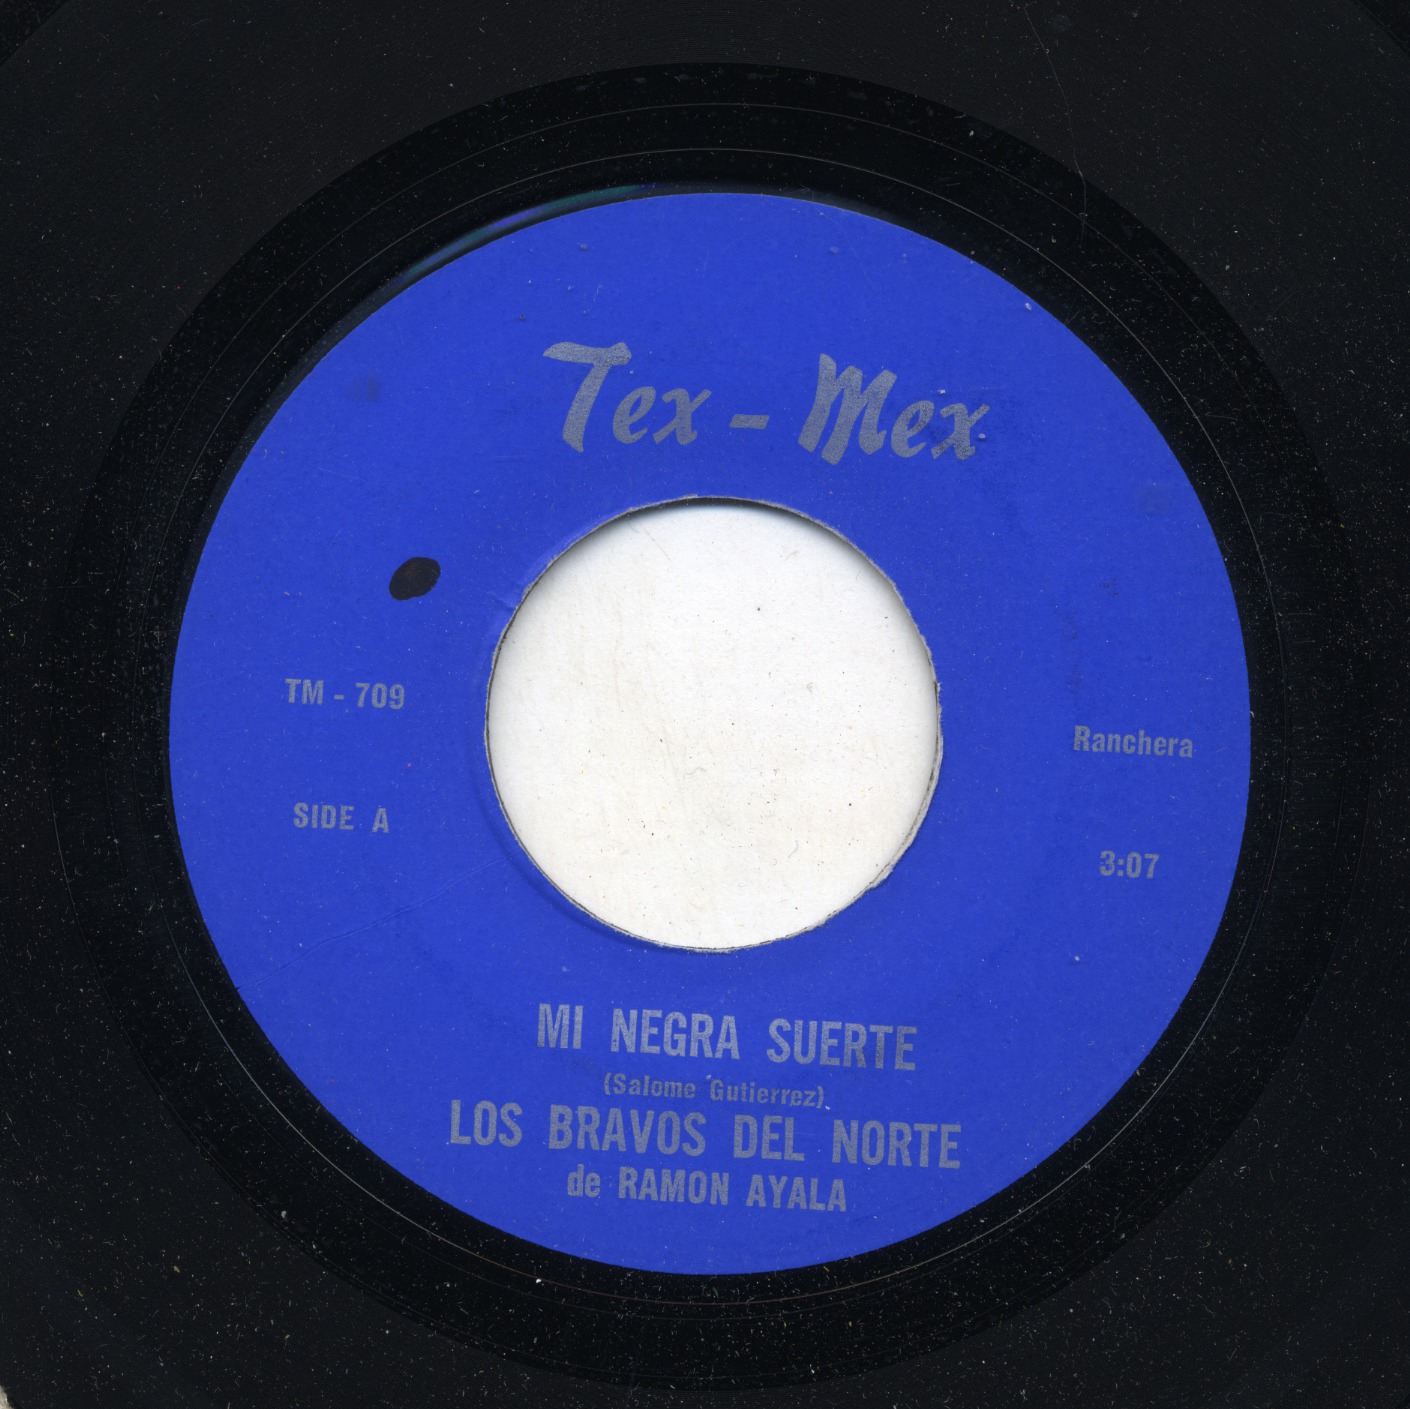 Tex - Mex
TM - 709
Ranchera
SIDE A
3:07
MI NEGRA SUERTE
(Salome Gutierrez)
LOS BRAVOS DEL NORTE
de RAMON AYALA